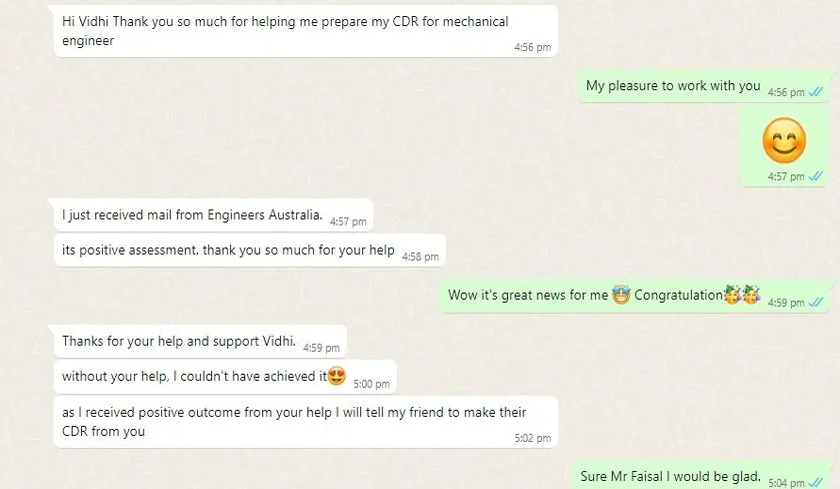 Hi Vidhi Thank you so much for helping me prepare my CDR for mechanical
engineer
4:56 pm
My pleasure to work with you 4:56 pm
4:57 pm
I just received mail from Engineers Australia. 4:57 pm
its positive assessment. thank you so much for your help 4:58 pm
Wow it's great news for me 🤩 Congratulation🥳🥳 4:59 pm
Thanks for your help and support Vidhi. 4:59 pm
without your help, I couldn't have achieved it😍 5:00 pm
as I received positive outcome from your help I will tell my friend to make their
CDR from you
5:02 pm
Sure Mr Faisal I would be glad. 5:04 pm